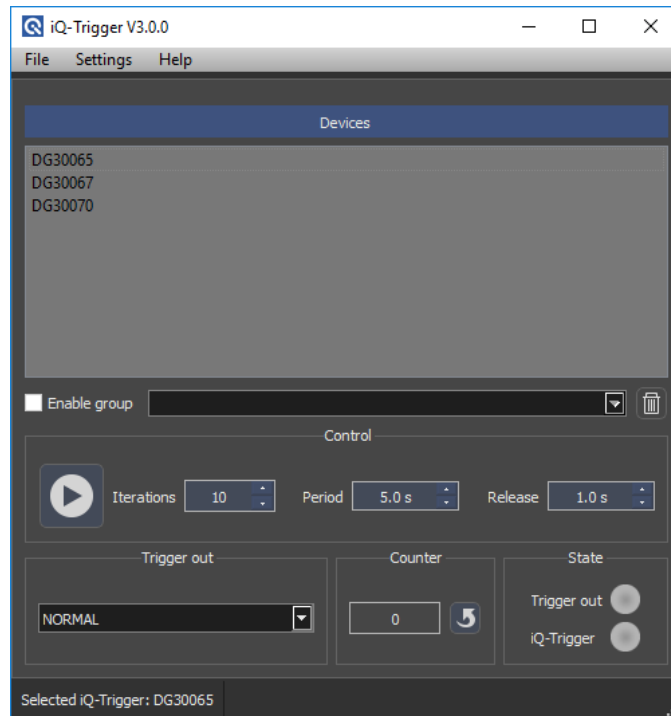 iQ-Trigger V3.0.0
File Settings Help
Devices
DG30065
DG30067
DG30070
Enable group
Control
Iterations 10 Period 5.0 s Release 1.0 s
Trigger out Counter State
NORMAL 0 Trigger out
iQ-Trigger
Selected iQ-Trigger: DG30065